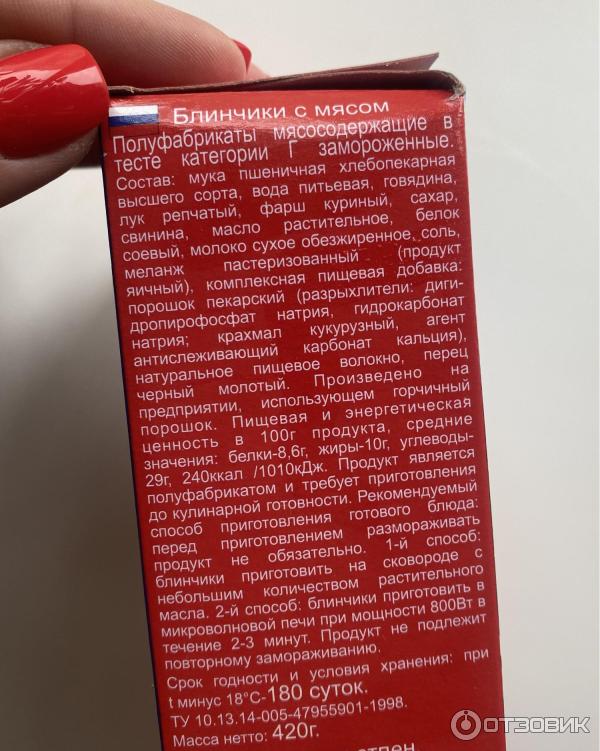 Блинчики с мясом
Полуфабрикаты мясосодержащие в
тесте категории Г замороженные.
Состав: мука пшеничная хлебопекарная
высшего сорта, вода питьевая, говядина,
лук репчатый, фарш куриный, сахар,
свинина, масло растительное, белок
соевый, молоко сухое обезжиренное, соль,
меланж пастеризованный (продукт
яичный), комплексная пищевая добавка:
порошок пекарский (разрыхлители: диги-
дропирофосфат натрия, гидрокарбонат
натрия; крахмал кукурузный, агент
антислеживающий карбонат кальция),
натуральное пищевое волокно, перец
черный молотый. Произведено на
предприятии, использующем горчичный
порошок. Пищевая и энергетическая
ценность в 100г продукта, средние
значения: белки-8,6г, жиры-10г, углеводы-
29г, 240ккал /1010кДж. Продукт является
полуфабрикатом и требует приготовления
до кулинарной готовности. Рекомендуемый
способ приготовления готового блюда:
перед приготовлением размораживать
продукт не обязательно. 1-й способ:
блинчики приготовить на сковороде с
небольшим количеством растительного
масла. 2-й способ: блинчики приготовить в
микроволновой печи при мощности 800Вт в
течение 2-3 минут. Продукт не подлежит
повторному замораживанию.
Срок годности и условия хранения: при
t минус 18°С-180 суток.
ТУ 10.13.14-005-47955901-1998.
Масса нетто: 420г.
ОТЗОВИК